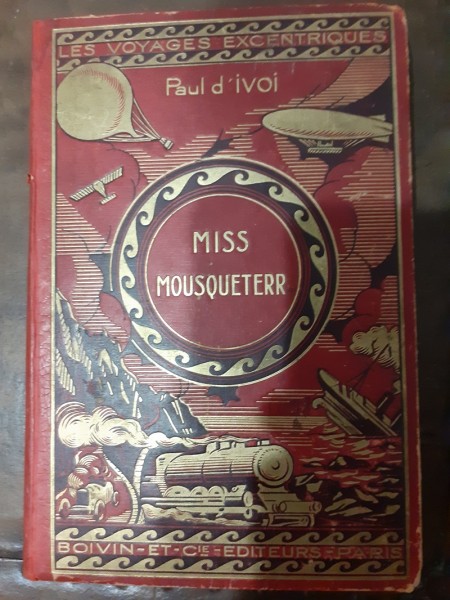 LES VOYAGES EXCENTRIQUES
Paul d'IVOI
MISS
MOUSQUETERR
BOIVIN-ET-CIE-EDITEURS-PARIS